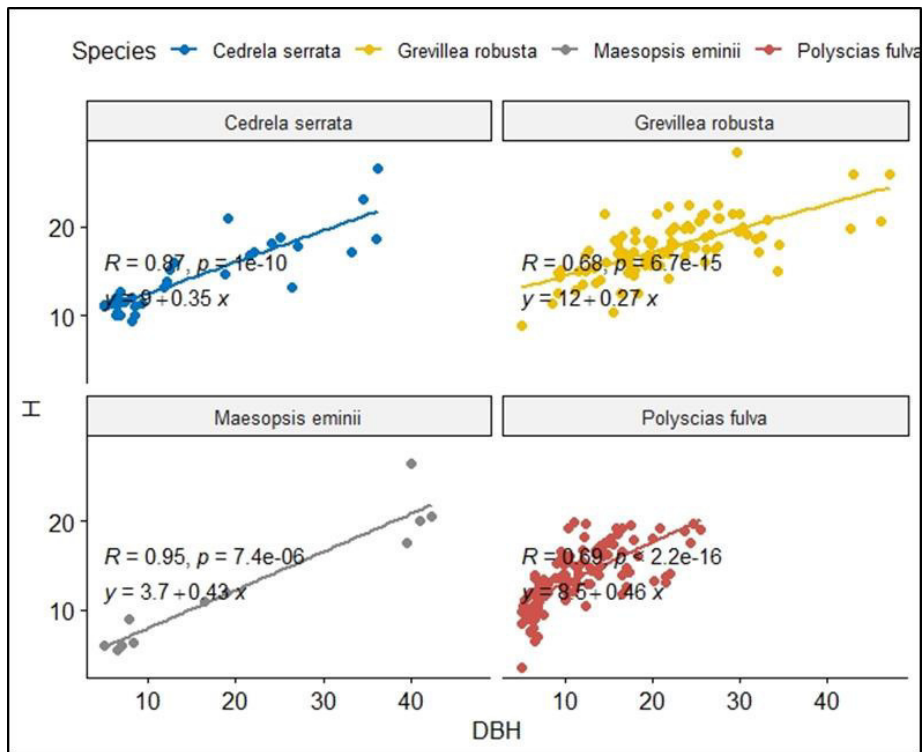 Species Cedrela serrata Grevillea robusta Maesopsis eminii Polyscias fulva
Cedrela serrata
Grevillea robusta
20
10
R = 0.87, p = 1e-10
y = 9 + 0.35 x
R = 0.68, p = 6.7e-15
y = 12 + 0.27 x
H
Maesopsis eminii
Polyscias fulva
20
10
R = 0.95, p = 7.4e-06
y = 3.7 + 0.43 x
R = 0.69, p < 2.2e-16
y = 8.5 + 0.46 x
10 20 30 40
10 20 30 40
DBH